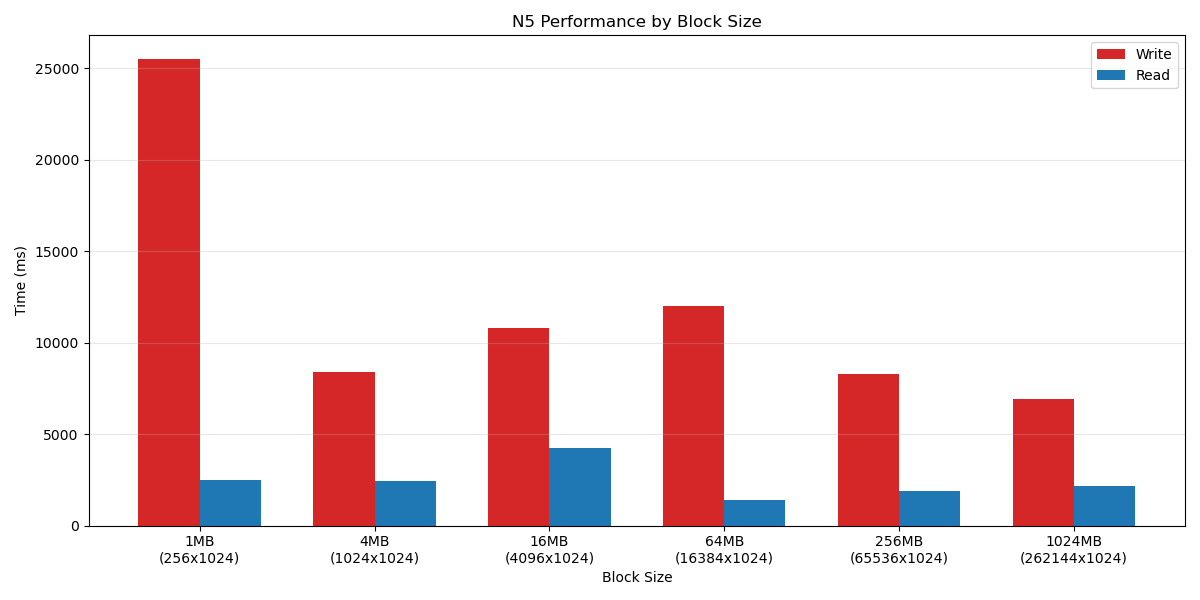 N5 Performance by Block Size
Write
Read
Time (ms)
25000
20000
15000
10000
5000
0
1MB 4MB 16MB 64MB 256MB 1024MB
(256x1024) (1024x1024) (4096x1024) (16384x1024) (65536x1024) (262144x1024)
Block Size